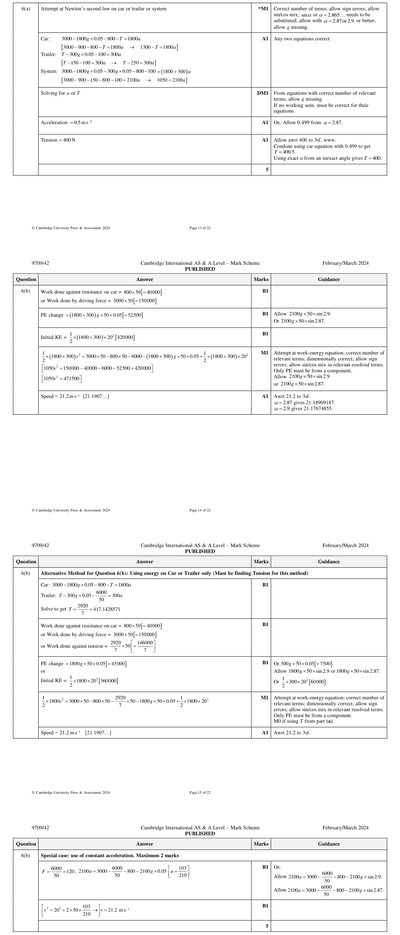 6(a) Attempt at Newton's second law on car or trailer or system *M1 Correct number of terms; allow sign errors, allow
sin/cos mix; sin α or α = 2.865… needs to be
substituted, allow with α = 2.87 or 2.9 or better;
allow g missing.
Car: 3000 − 1800g × 0.05 − 800 − T = 1800a A1 Any two equations correct.
[3000 − 900 − 800 − T = 1800a → 1300 − T = 1800a]
Trailer: T − 300g × 0.05 − 100 = 300a
[T − 150 − 100 = 300a → T − 250 = 300a]
System: 3000 − 1800g × 0.05 − 300g × 0.05 − 800 − 100 = (1800 + 300)a
[3000 − 900 − 150 − 800 − 100 = 2100a → 1050 = 2100a]
Solving for a or T DM1 From equations with correct number of relevant
terms, allow g missing.
If no working seen, must be correct for their
equations.
Acceleration = 0.5 m s⁻² A1 Oe. Allow 0.499 from α = 2.87.
Tension = 400 N A1 Allow awrt 400 to 3sf, www.
Condone using car equation with 0.499 to get
Using exact a from an inexact angle gives T = 400.
5
© Cambridge University Press & Assessment 2024 Page 13 of 22
9709/42 Cambridge International AS & A Level – Mark Scheme February/March 2024
PUBLISHED
Question Answer Marks Guidance
6(b) Work done against resistance on car = 800 × 50 [= 40000] B1
or Work done by driving force = 3000 × 50 [= 150000]
PE change = (1800 + 300)g × 50 × 0.05 [= 52500] B1 Allow 2100g × 50 × sin 2.9.
Or 2100g × 50 × sin 2.87.
Initial KE = 1/2 × (1800 + 300) × 20² [420000] B1
1/2 × (1800 + 300)v² = 3000 × 50 − 800 × 50 − 6000 − (1800 + 300)g × 50 × 0.05 + 1/2 × (1800 + 300) × 20² M1 Attempt at work-energy equation; correct number of
relevant terms; dimensionally correct; allow sign
errors; allow sin/cos mix in relevant resolved terms.
Only PE must be from a component.
[1050v² = 150000 − 40000 − 6000 − 52500 + 420000] Allow 2100g × 50 × sin 2.9
[1050v² = 471500] or 2100g × 50 × sin 2.87.
Speed = 21.2 m s⁻¹ [21.1907…] A1 Awrt 21.2 to 3sf.
α = 2.87 gives 21.18909187.
α = 2.9 gives 21.17674855.
© Cambridge University Press & Assessment 2024 Page 14 of 22
9709/42 Cambridge International AS & A Level – Mark Scheme February/March 2024
PUBLISHED
Question Answer Marks Guidance
6(b) Alternative Method for Question 6(b): Using energy on Car or Trailer only (Must be finding Tension for this method)
Car: 3000 − 1800g × 0.05 − 800 − T = 1800a B1
Trailer: T − 300g × 0.05 − 6000/50 = 300a
Solve to get T = 2920/7 = 417.1428571
Work done against resistance on car = 800 × 50 [= 40000] B1
or Work done by driving force = 3000 × 50 [= 150000]
or Work done against tension = 2920/7 × 50 [= 146000/7]
PE change = 1800g × 50 × 0.05 [= 45000] B1 Or 300g × 50 × 0.05 [= 7500].
or Allow 1800g × 50 × sin 2.9 or 1800g × 50 × sin 2.87.
Initial KE = 1/2 × 1800 × 20² [360000] Or 1/2 × 300 × 20² [60000].
1/2 × 1800v² = 3000 × 50 − 800 × 50 − 2920/7 × 50 − 1800g × 50 × 0.05 + 1/2 × 1800 × 20² M1 Attempt at work-energy equation; correct number of
relevant terms; dimensionally correct; allow sign
errors; allow sin/cos mix in relevant resolved terms.
Only PE must be from a component.
M0 if using T from part (a).
Speed = 21.2 m s⁻¹ [21.1907…] A1 Awrt 21.2 to 3sf.
© Cambridge University Press & Assessment 2024 Page 15 of 22
9709/42 Cambridge International AS & A Level – Mark Scheme February/March 2024
PUBLISHED
Question Answer Marks Guidance
6(b) Special case: use of constant acceleration. Maximum 2 marks
F = 6000/50 = 120, 2100a = 3000 − 6000/50 − 800 − 2100g × 0.05 [a = 103/210] B1 Oe.
Allow 2100a = 3000 − 6000/50 − 800 − 2100g × sin 2.9.
Allow 2100a = 3000 − 6000/50 − 800 − 2100g × sin 2.87.
[v² = 20² + 2 × 50 × 103/210 →] v = 21.2 m s⁻¹ B1
5